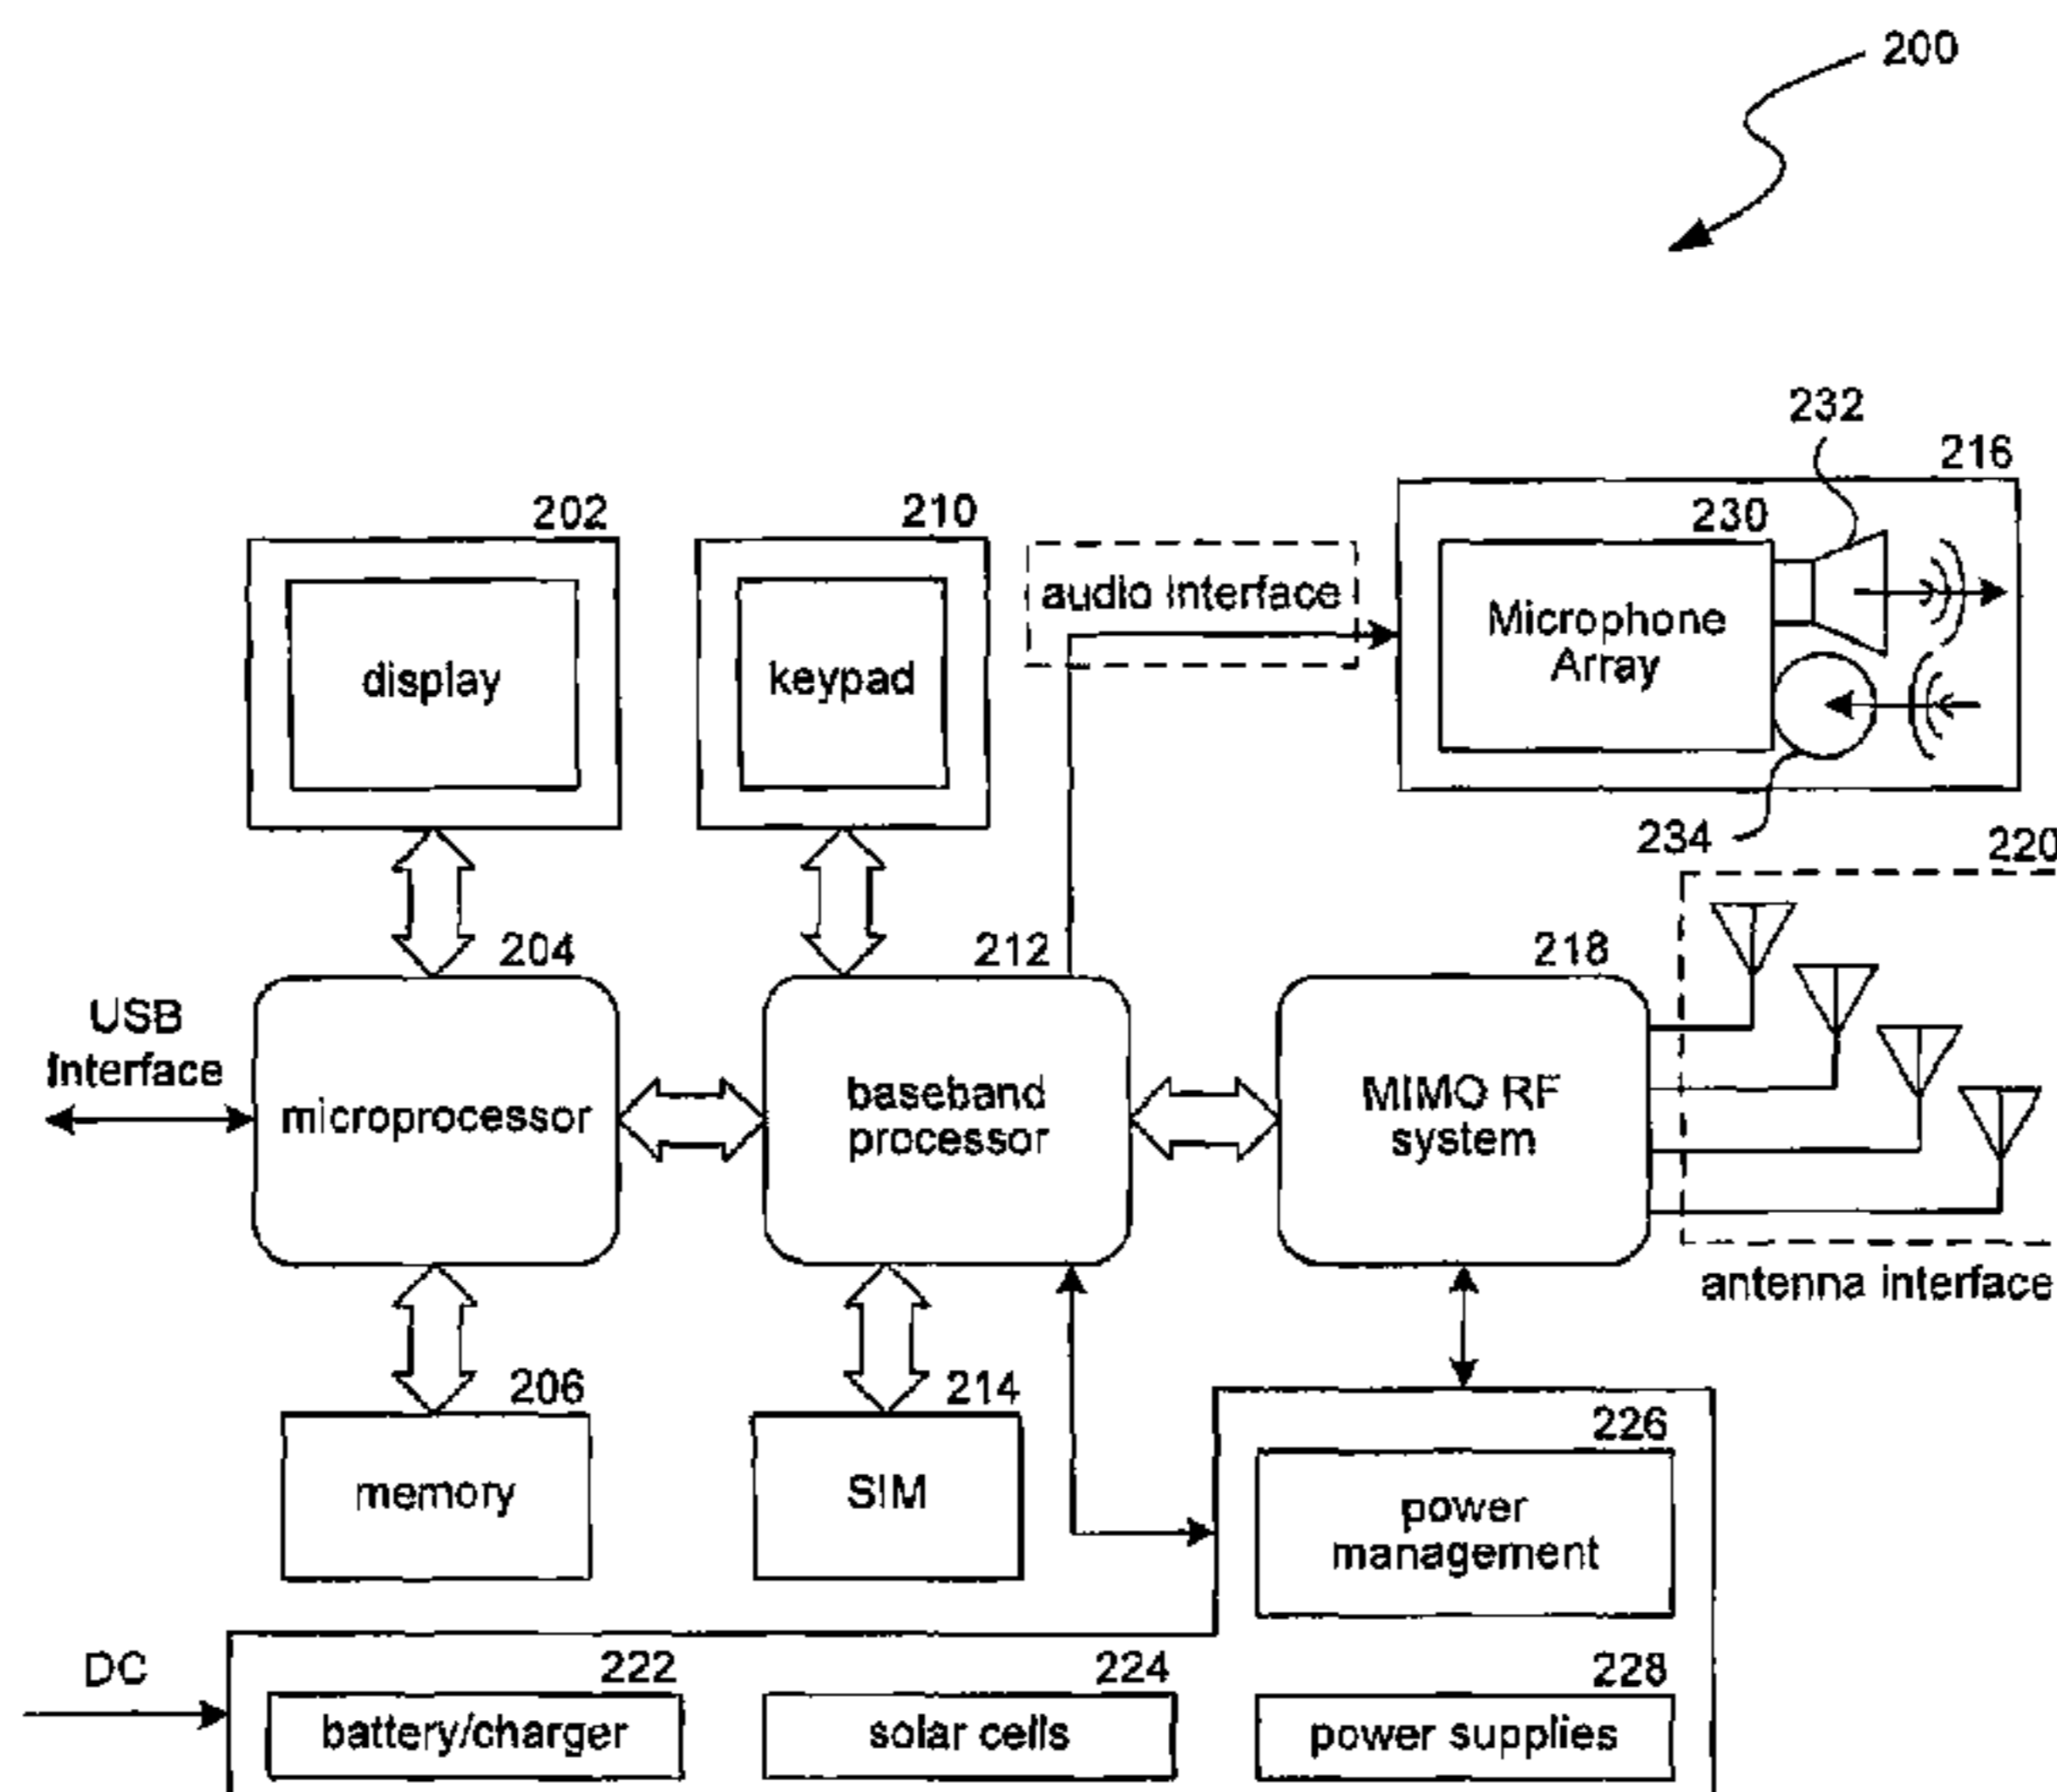 200
232
216
202
210
230
audio interface
Microphone
Array
display
keypad
234
220
204
212
218
USB
Interface
microprocessor
baseband
processor
MIMO RF
system
antenna interface
206
214
226
memory
SIM
power
management
DC
222
224
228
battery/charger
solar cells
power supplies